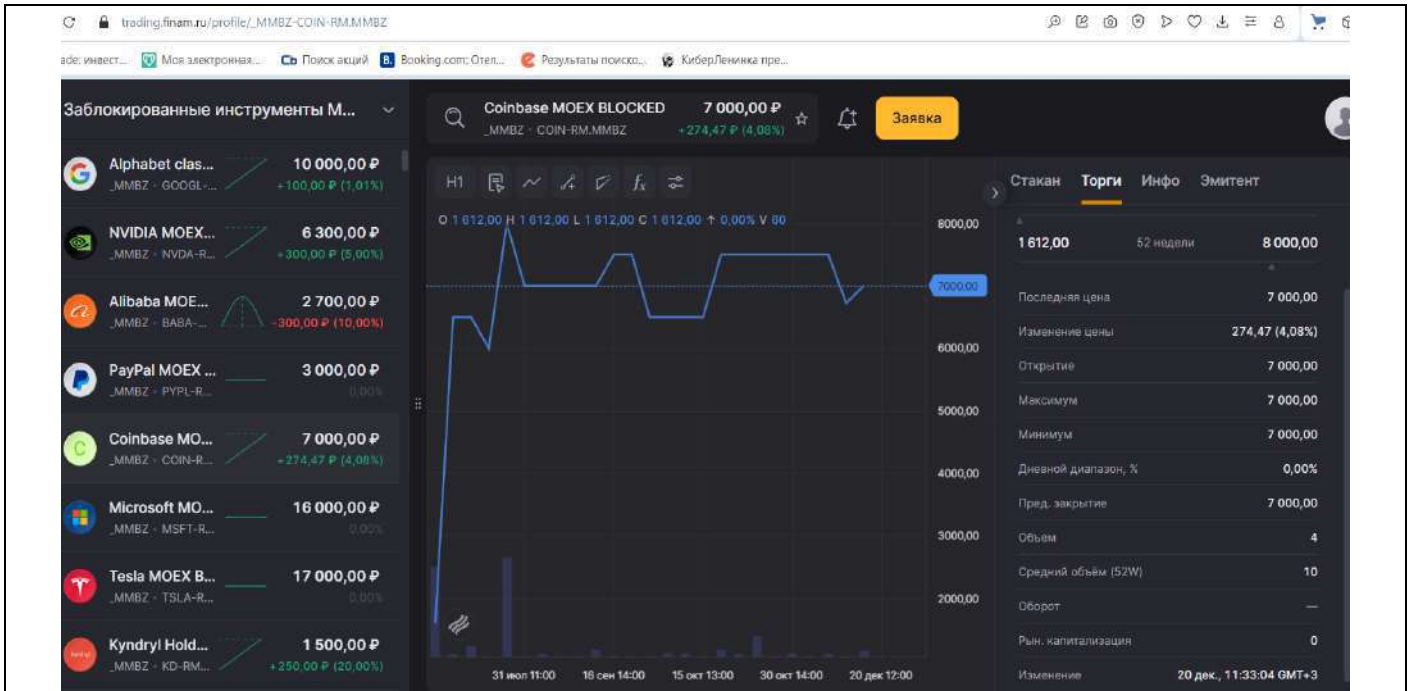 trading.finam.ru/profile/_MMBZ-COIN-RM.MMBZ
ade: инвест... Моя электронная... Сb Поиск акций B. Booking.com: Отел... Результаты поиско... КиберЛенинка пре...
Заблокированные инструменты М...
Coinbase MOEX BLOCKED 7 000,00 ₽
_MMBZ · COIN-RM.MMBZ +274,47 ₽ (4,08%)
Заявка
Alphabet clas... 10 000,00 ₽
_MMBZ · GOOGL-... +100,00 ₽ (1,01%)
NVIDIA MOEX... 6 300,00 ₽
_MMBZ · NVDA-R... +300,00 ₽ (5,00%)
Alibaba MOE... 2 700,00 ₽
_MMBZ · BABA-... -300,00 ₽ (10,00%)
PayPal MOEX ... 3 000,00 ₽
_MMBZ · PYPL-R... 0,00%
Coinbase MO... 7 000,00 ₽
_MMBZ · COIN-R... +274,47 ₽ (4,08%)
Microsoft MO... 16 000,00 ₽
_MMBZ · MSFT-R... 0,00%
Tesla MOEX B... 17 000,00 ₽
_MMBZ · TSLA-R... 0,00%
Kyndryl Hold... 1 500,00 ₽
_MMBZ · KD-RM... +250,00 ₽ (20,00%)
H1 fx
O 1 612,00 H 1 612,00 L 1 612,00 C 1 612,00 ↑ 0,00% V 60
8000,00
7000,00
6000,00
5000,00
4000,00
3000,00
2000,00
31 июл 11:00 16 сен 14:00 15 окт 13:00 30 окт 14:00 20 дек 12:00
Стакан Торги Инфо Эмитент
1 612,00 52 недели 8 000,00
Последняя цена 7 000,00
Изменение цены 274,47 (4,08%)
Открытие 7 000,00
Максимум 7 000,00
Минимум 7 000,00
Дневной диапазон, % 0,00%
Пред. закрытие 7 000,00
Объем 4
Средний объём (52W) 10
Оборот —
Рын. капитализация 0
Изменение 20 дек., 11:33:04 GMT+3